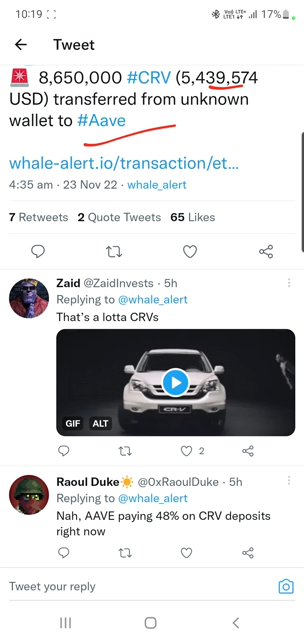 10:19
17%
Tweet
🚨 8,650,000 #CRV (5,439,574
USD) transferred from unknown
wallet to #Aave
whale-alert.io/transaction/et...
4:35 am · 23 Nov 22 · whale_alert
7 Retweets 2 Quote Tweets 65 Likes
Zaid @ZaidInvests · 5h
Replying to @whale_alert
That's a lotta CRVs
CR-V
GIF ALT
2
Raoul Duke☀️ @0xRaoulDuke · 5h
Replying to @whale_alert
Nah, AAVE paying 48% on CRV deposits
right now
Tweet your reply